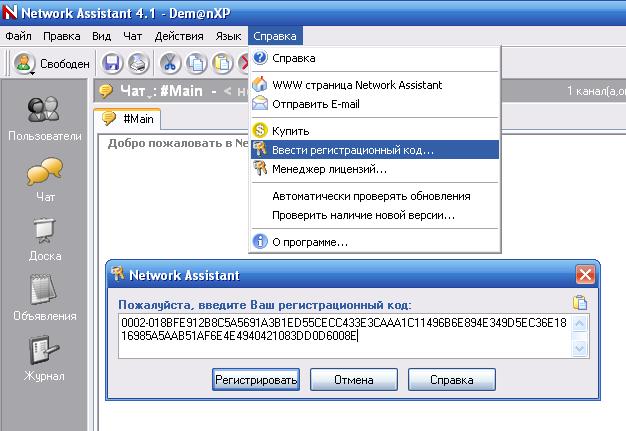 Network Assistant 4.1 - Dem@nXP
Файл Правка Вид Чат Действия Язык Справка
Свободен
Справка
WWW страница Network Assistant
Отправить E-mail
Купить
Ввести регистрационный код...
Менеджер лицензий...
Автоматически проверять обновления
Проверить наличие новой версии...
О программе...
Чат : #Main - < н
1 канал(а,о
#Main
Добро пожаловать в Ne
Пользователи
Чат
Доска
Объявления
Журнал
Network Assistant
Пожалуйста, введите Ваш регистрационный код:
0002-018BFE912B8C5A5691A3B1ED55CECC433E3CAAA1C11496B6E894E349D5EC36E18
16985A5AAB51AF6E4E4940421083DD0D6008E
Регистрировать
Отмена
Справка